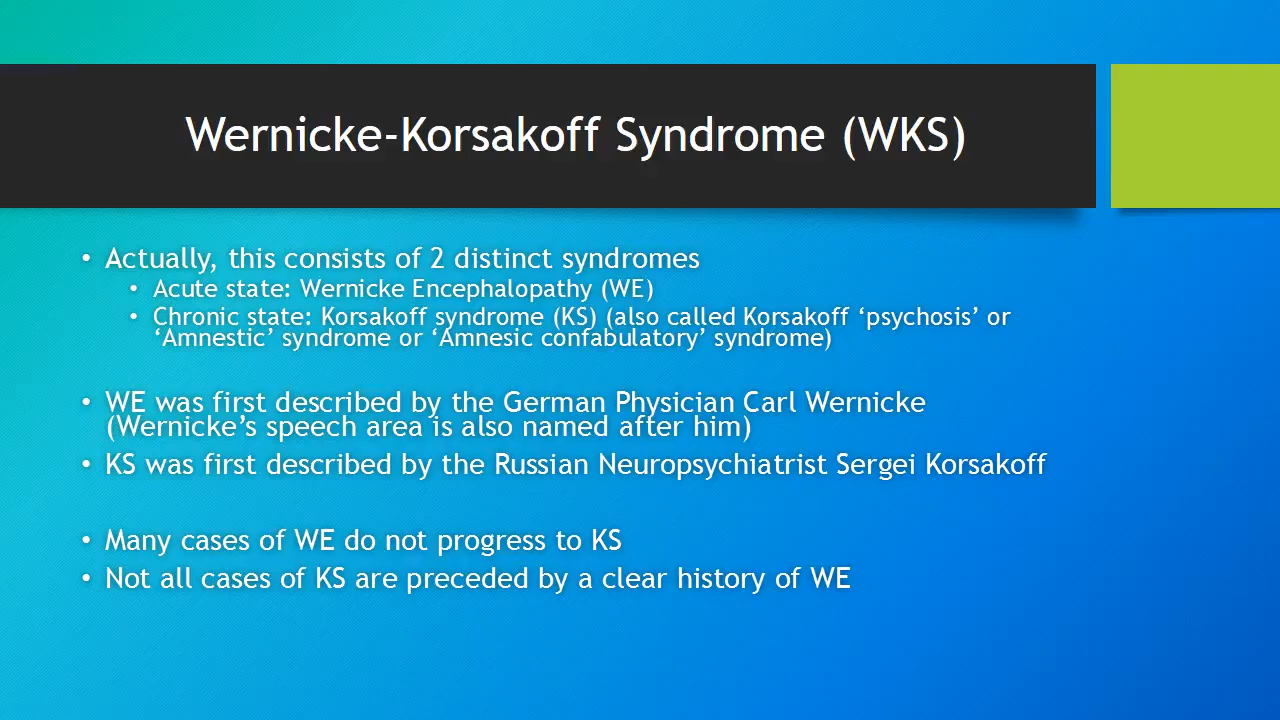 Wernicke-Korsakoff Syndrome (WKS)
• Actually, this consists of 2 distinct syndromes
• Acute state: Wernicke Encephalopathy (WE)
• Chronic state: Korsakoff syndrome (KS) (also called Korsakoff ‘psychosis’ or
‘Amnestic’ syndrome or ‘Amnesic confabulatory’ syndrome)
• WE was first described by the German Physician Carl Wernicke
(Wernicke’s speech area is also named after him)
• KS was first described by the Russian Neuropsychiatrist Sergei Korsakoff
• Many cases of WE do not progress to KS
• Not all cases of KS are preceded by a clear history of WE